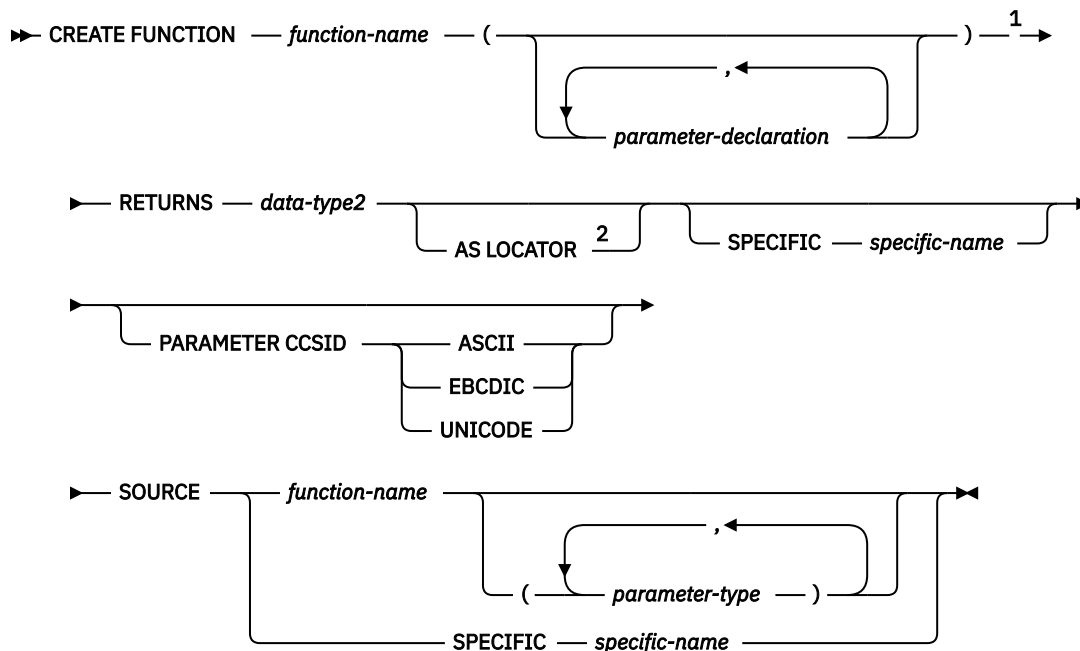 1
CREATE FUNCTION function-name ( )
,
parameter-declaration
RETURNS data-type2
2
AS LOCATOR SPECIFIC specific-name
PARAMETER CCSID ASCII
EBCDIC
UNICODE
SOURCE function-name
,
( parameter-type )
SPECIFIC specific-name